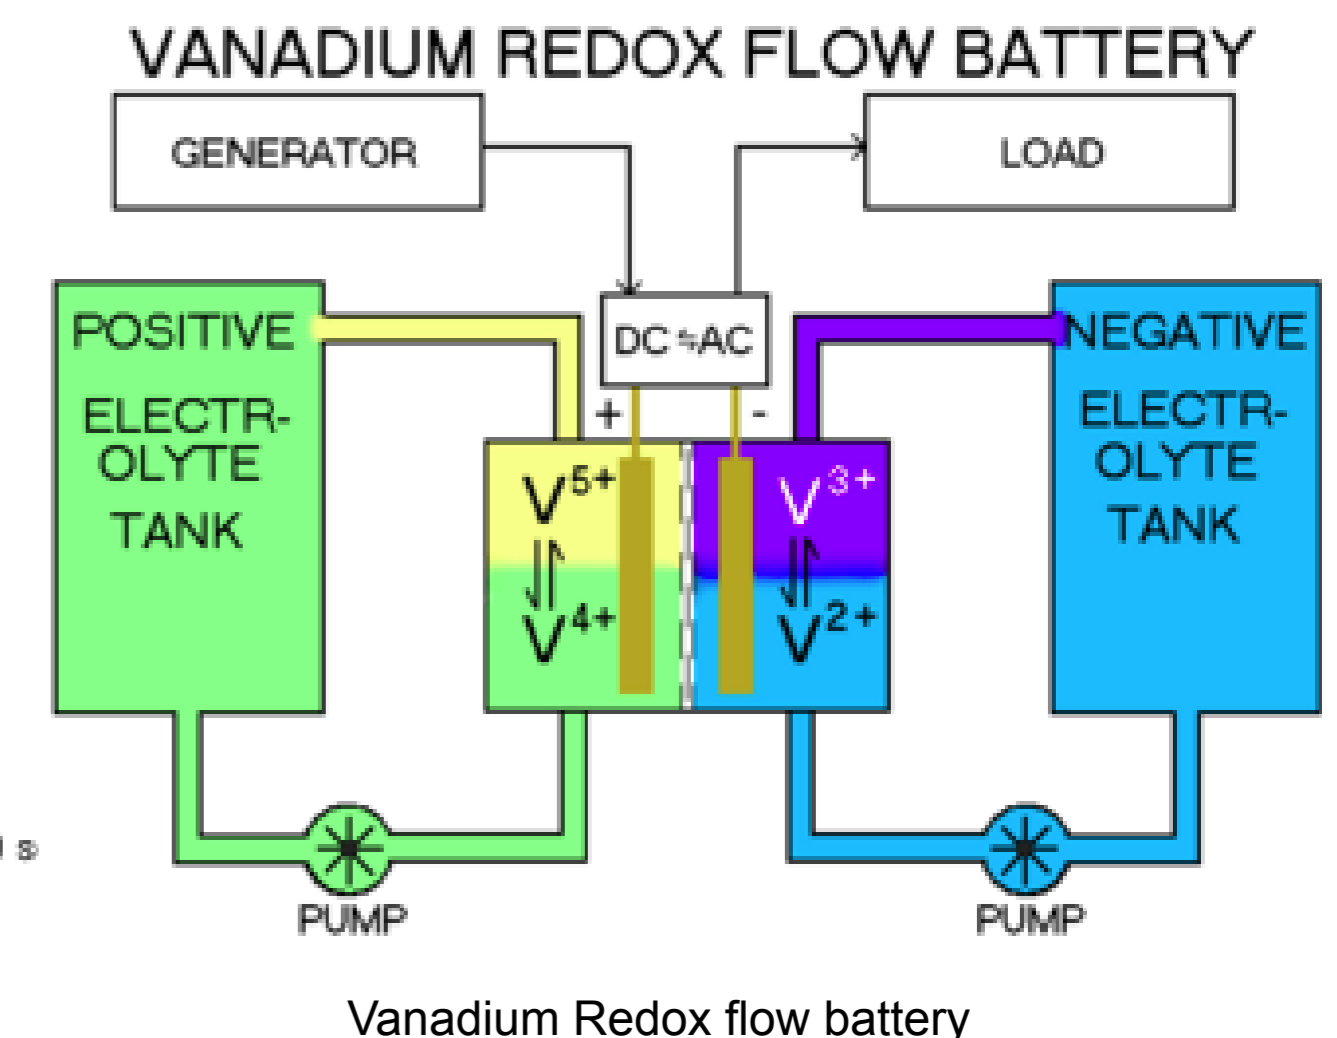 VANADIUM REDOX FLOW BATTERY
GENERATOR
LOAD
DC⇋AC
POSITIVE
ELECTR-
OLYTE
TANK
+
-
V5+
V4+
V3+
V2+
NEGATIVE
ELECTR-
OLYTE
TANK
PUMP
PUMP
Vanadium Redox flow battery